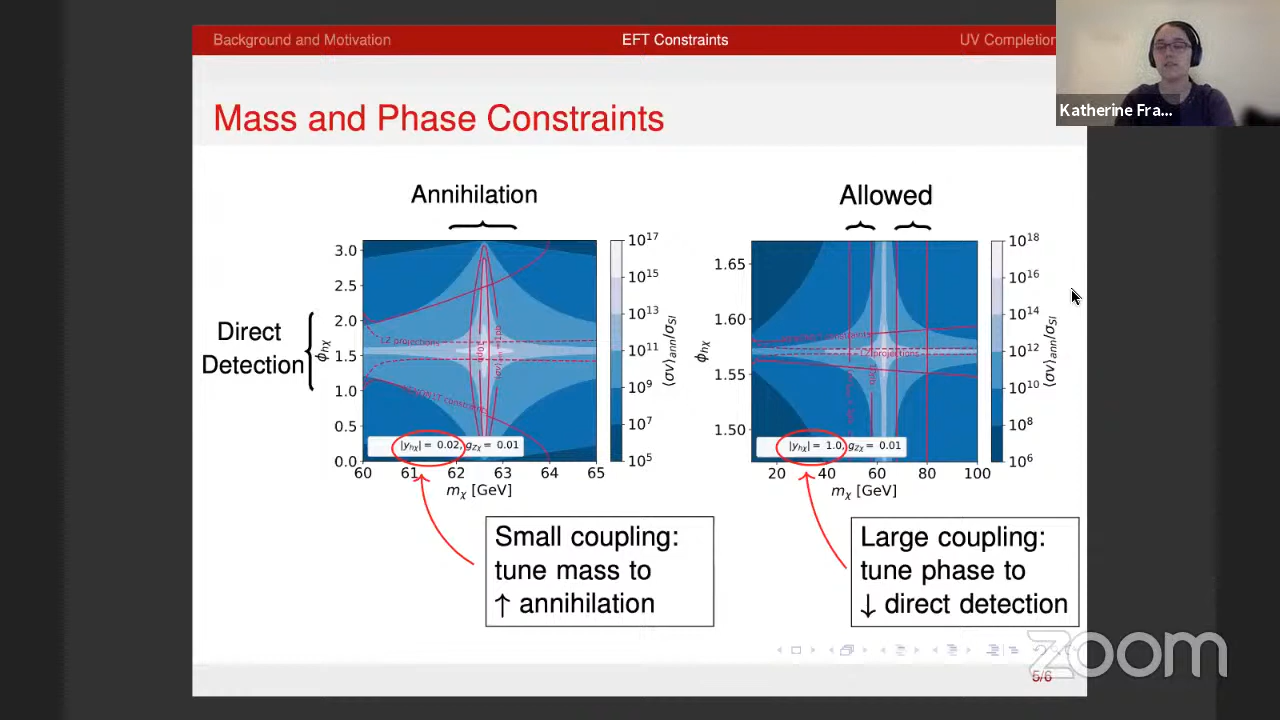 Background and Motivation
EFT Constraints
UV Completion
Katherine Fra...
Mass and Phase Constraints
Annihilation
Allowed
Direct
Detection
ϕhχ
3.0
2.5
2.0
1.5
1.0
0.5
0.0
LZ projections
XENON1T constraints
|yhχ| = 0.02, gZχ = 0.01
60
61
62
63
64
65
mχ [GeV]
10^17
10^15
10^13
10^11
10^9
10^7
10^5
⟨σv⟩ann/σSI
ϕhχ
1.65
1.60
1.55
1.50
LZ projections
|yhχ| = 1.0, gZχ = 0.01
20
40
60
80
100
mχ [GeV]
10^18
10^16
10^14
10^12
10^10
10^8
10^6
⟨σv⟩ann/σSI
Small coupling:
tune mass to
↑ annihilation
Large coupling:
tune phase to
↓ direct detection
zoom
5/6